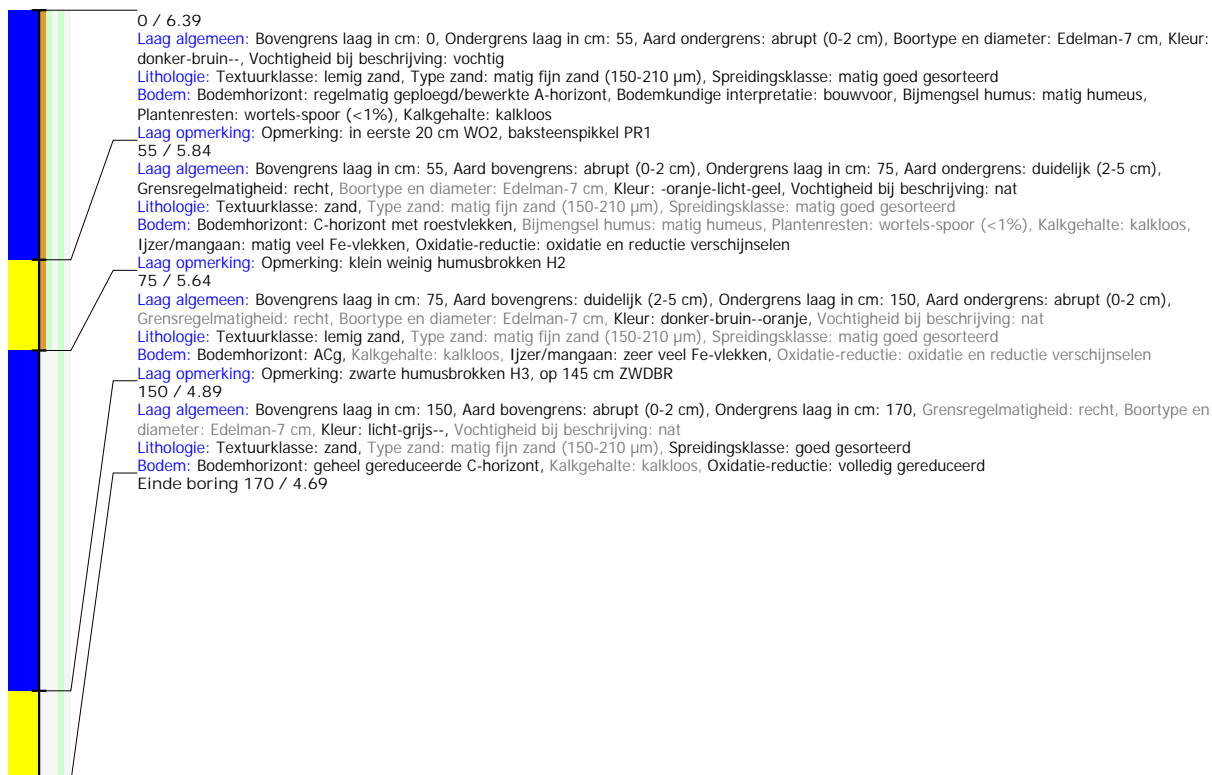 0 / 6.39
Laag algemeen: Bovengrens laag in cm: 0, Ondergrens laag in cm: 55, Aard ondergrens: abrupt (0-2 cm), Boortype en diameter: Edelman-7 cm, Kleur:
donker-bruin--, Vochtigheid bij beschrijving: vochtig
Lithologie: Textuurklasse: lemig zand, Type zand: matig fijn zand (150-210 µm), Spreidingsklasse: matig goed gesorteerd
Bodem: Bodemhorizont: regelmatig geploegd/bewerkte A-horizont, Bodemkundige interpretatie: bouwvoor, Bijmengsel humus: matig humeus,
Plantenresten: wortels-spoor (<1%), Kalkgehalte: kalkloos
Laag opmerking: Opmerking: in eerste 20 cm WO2, baksteenspikkel PR1
55 / 5.84
Laag algemeen: Bovengrens laag in cm: 55, Aard bovengrens: abrupt (0-2 cm), Ondergrens laag in cm: 75, Aard ondergrens: duidelijk (2-5 cm),
Grensregelmatigheid: recht, Boortype en diameter: Edelman-7 cm, Kleur: -oranje-licht-geel, Vochtigheid bij beschrijving: nat
Lithologie: Textuurklasse: zand, Type zand: matig fijn zand (150-210 µm), Spreidingsklasse: matig goed gesorteerd
Bodem: Bodemhorizont: C-horizont met roestvlekken, Bijmengsel humus: matig humeus, Plantenresten: wortels-spoor (<1%), Kalkgehalte: kalkloos,
Ijzer/mangaan: matig veel Fe-vlekken, Oxidatie-reductie: oxidatie en reductie verschijnselen
Laag opmerking: Opmerking: klein weinig humusbrokken H2
75 / 5.64
Laag algemeen: Bovengrens laag in cm: 75, Aard bovengrens: duidelijk (2-5 cm), Ondergrens laag in cm: 150, Aard ondergrens: abrupt (0-2 cm),
Grensregelmatigheid: recht, Boortype en diameter: Edelman-7 cm, Kleur: donker-bruin--oranje, Vochtigheid bij beschrijving: nat
Lithologie: Textuurklasse: lemig zand, Type zand: matig fijn zand (150-210 µm), Spreidingsklasse: matig goed gesorteerd
Bodem: Bodemhorizont: ACg, Kalkgehalte: kalkloos, Ijzer/mangaan: zeer veel Fe-vlekken, Oxidatie-reductie: oxidatie en reductie verschijnselen
Laag opmerking: Opmerking: zwarte humusbrokken H3, op 145 cm ZWDBR
150 / 4.89
Laag algemeen: Bovengrens laag in cm: 150, Aard bovengrens: abrupt (0-2 cm), Ondergrens laag in cm: 170, Grensregelmatigheid: recht, Boortype en
diameter: Edelman-7 cm, Kleur: licht-grijs--, Vochtigheid bij beschrijving: nat
Lithologie: Textuurklasse: zand, Type zand: matig fijn zand (150-210 µm), Spreidingsklasse: goed gesorteerd
Bodem: Bodemhorizont: geheel gereduceerde C-horizont, Kalkgehalte: kalkloos, Oxidatie-reductie: volledig gereduceerd
Einde boring 170 / 4.69